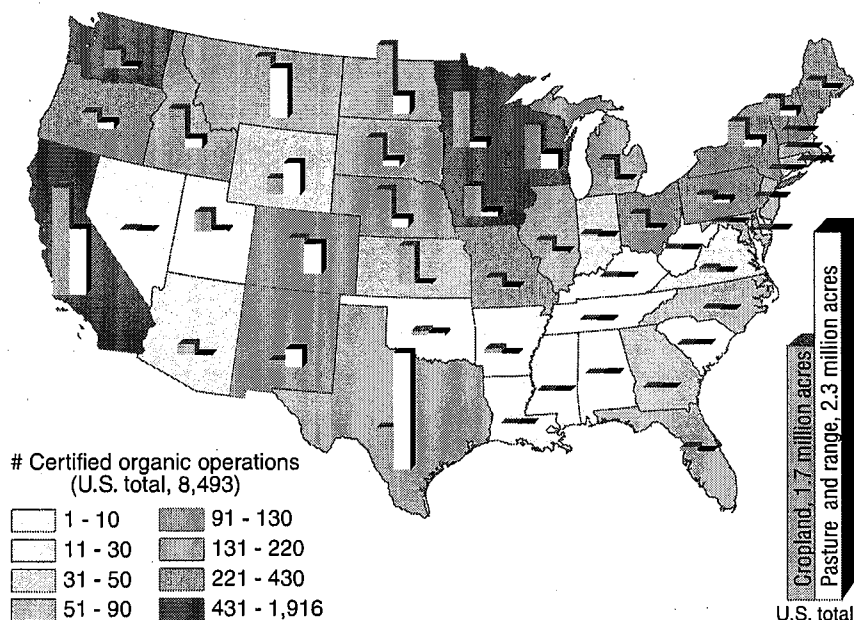 # Certified organic operations
(U.S. total, 8,493)
1 - 10
11 - 30
31 - 50
51 - 90
91 - 130
131 - 220
221 - 430
431 - 1,916
Cropland, 1.7 million acres
Pasture and range, 2.3 million acres
U.S. total